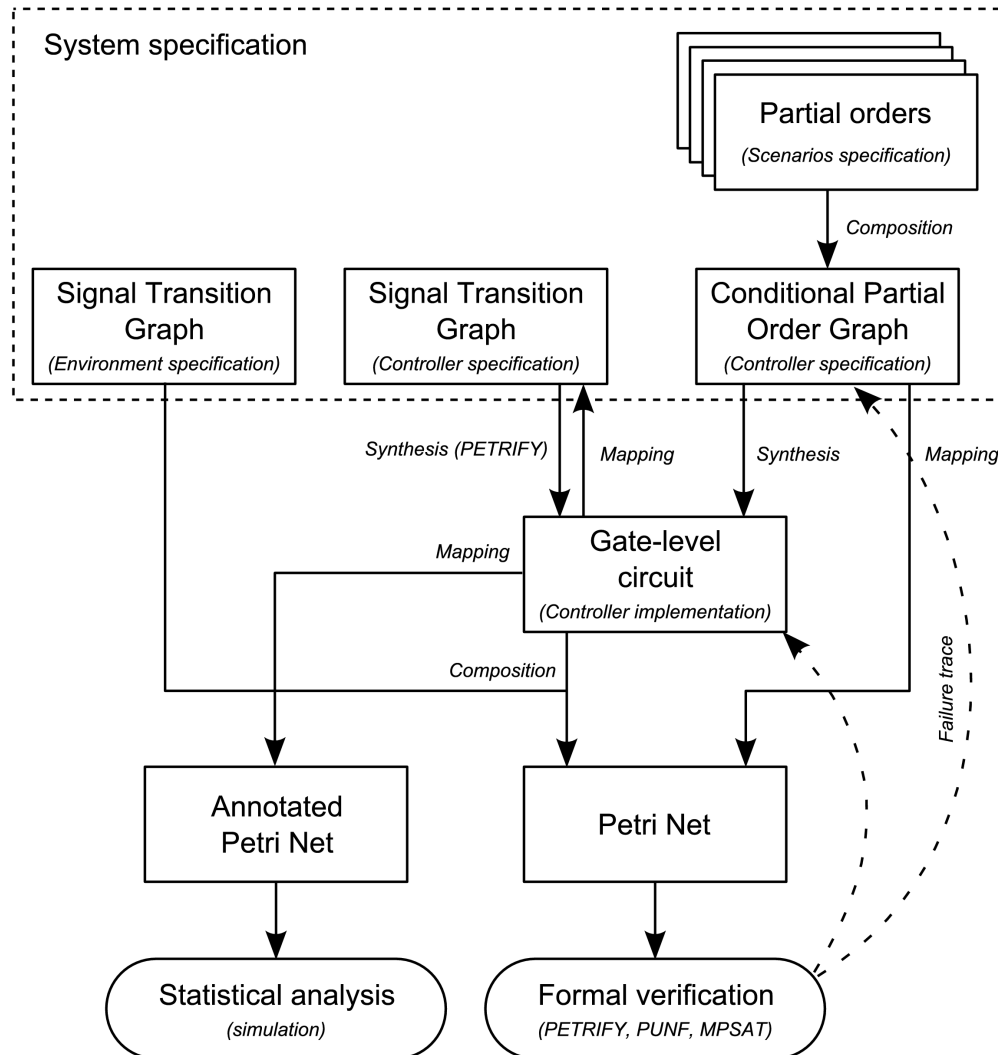 System specification
Partial orders
(Scenarios specification)
Composition
Signal Transition
Graph
(Environment specification)
Signal Transition
Graph
(Controller specification)
Conditional Partial
Order Graph
(Controller specification)
Synthesis (PETRIFY)
Mapping
Synthesis
Mapping
Gate-level
circuit
(Controller implementation)
Mapping
Composition
Failure trace
Annotated
Petri Net
Petri Net
Statistical analysis
(simulation)
Formal verification
(PETRIFY, PUNF, MPSAT)